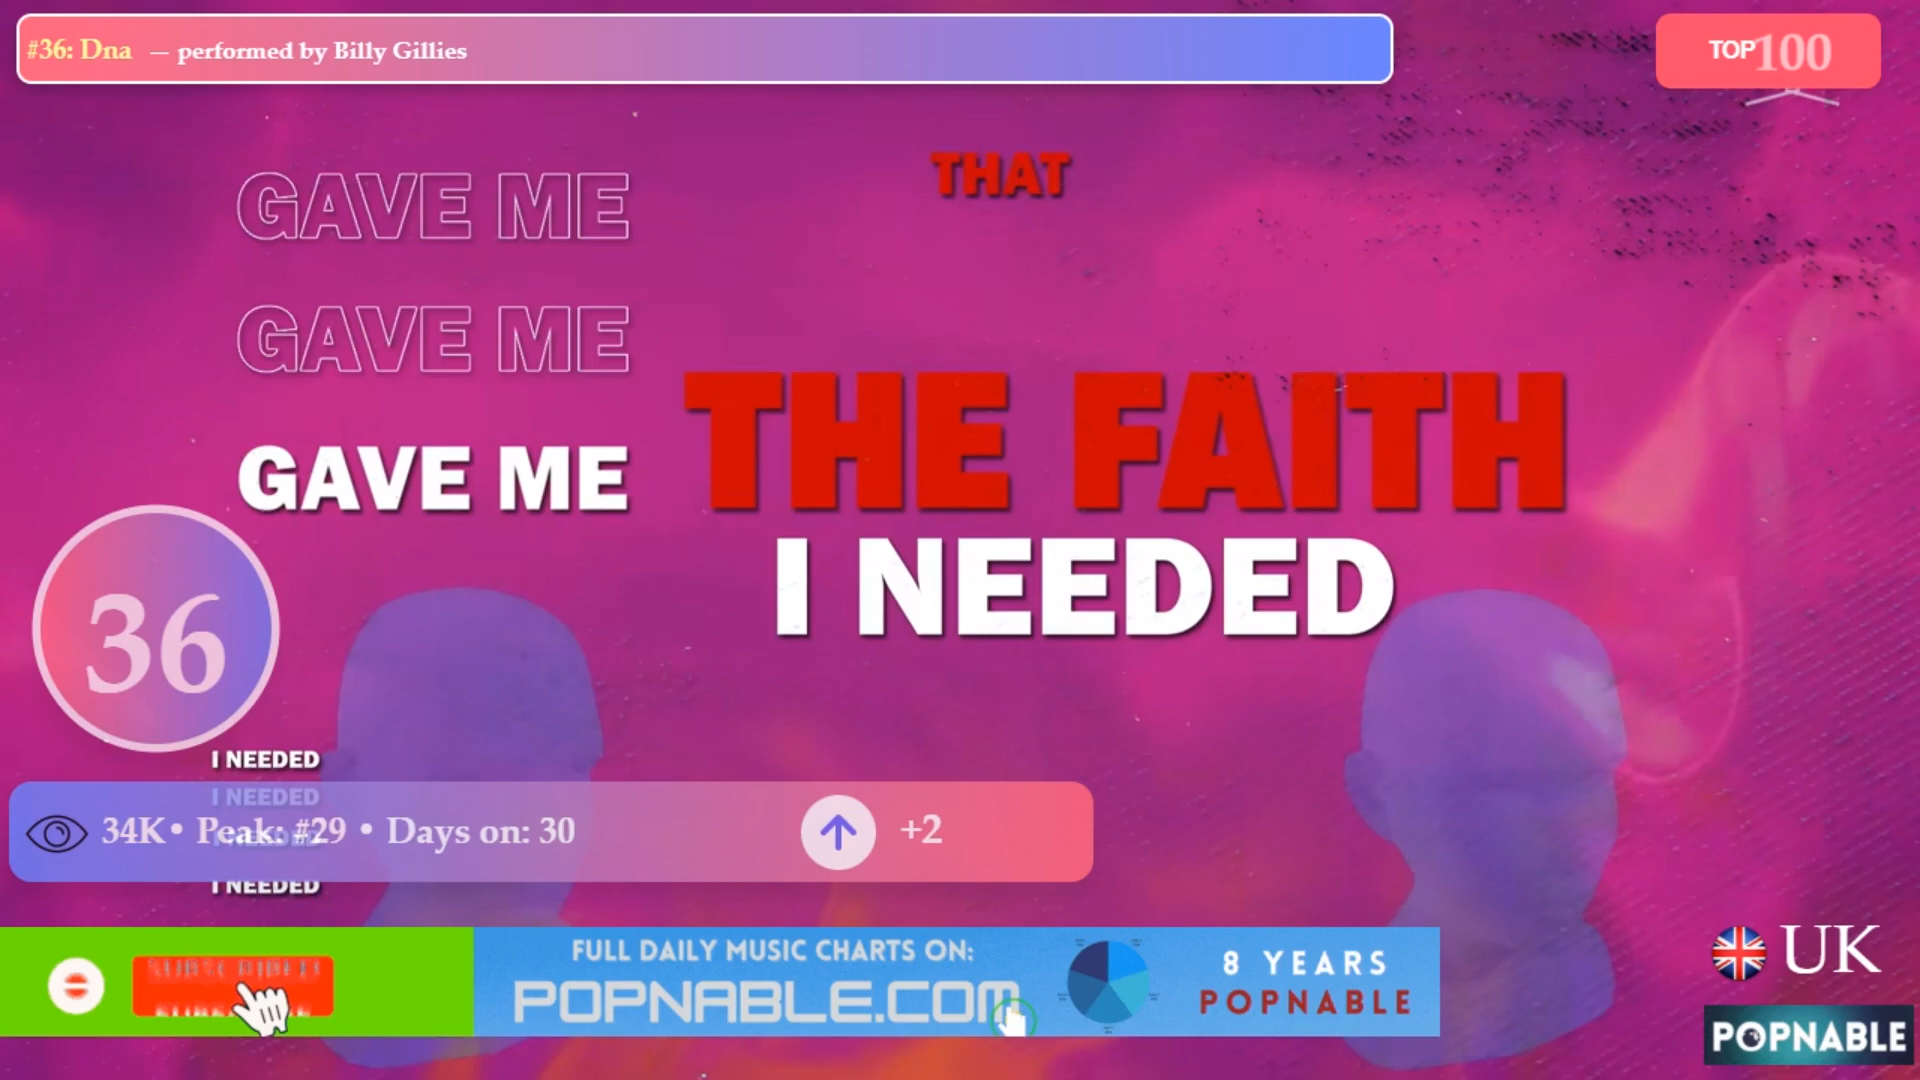 #36: Dna — performed by Billy Gillies
TOP100
GAVE ME
THAT
GAVE ME
GAVE ME THE FAITH
I NEEDED
36
I NEEDED
I NEEDED
34K• Peak: #29 • Days on: 30
+2
I NEEDED
FULL DAILY MUSIC CHARTS ON:
POPNABLE.COM
8 YEARS
POPNABLE
UK
POPNABLE